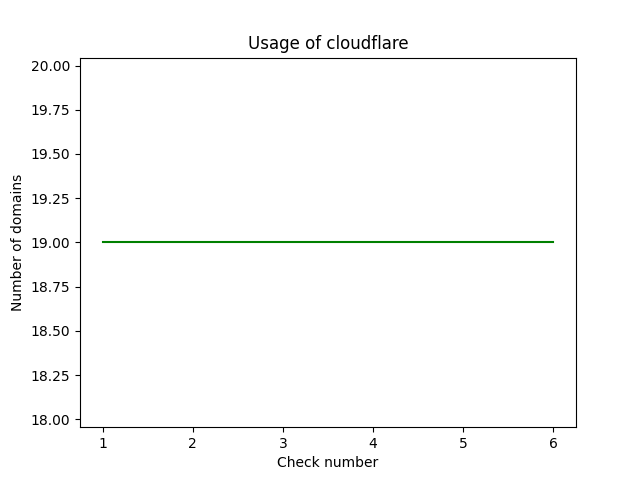 Usage of cloudflare
20.00
19.75
19.50
19.25
19.00
18.75
18.50
18.25
18.00
Number of domains
1 2 3 4 5 6
Check number